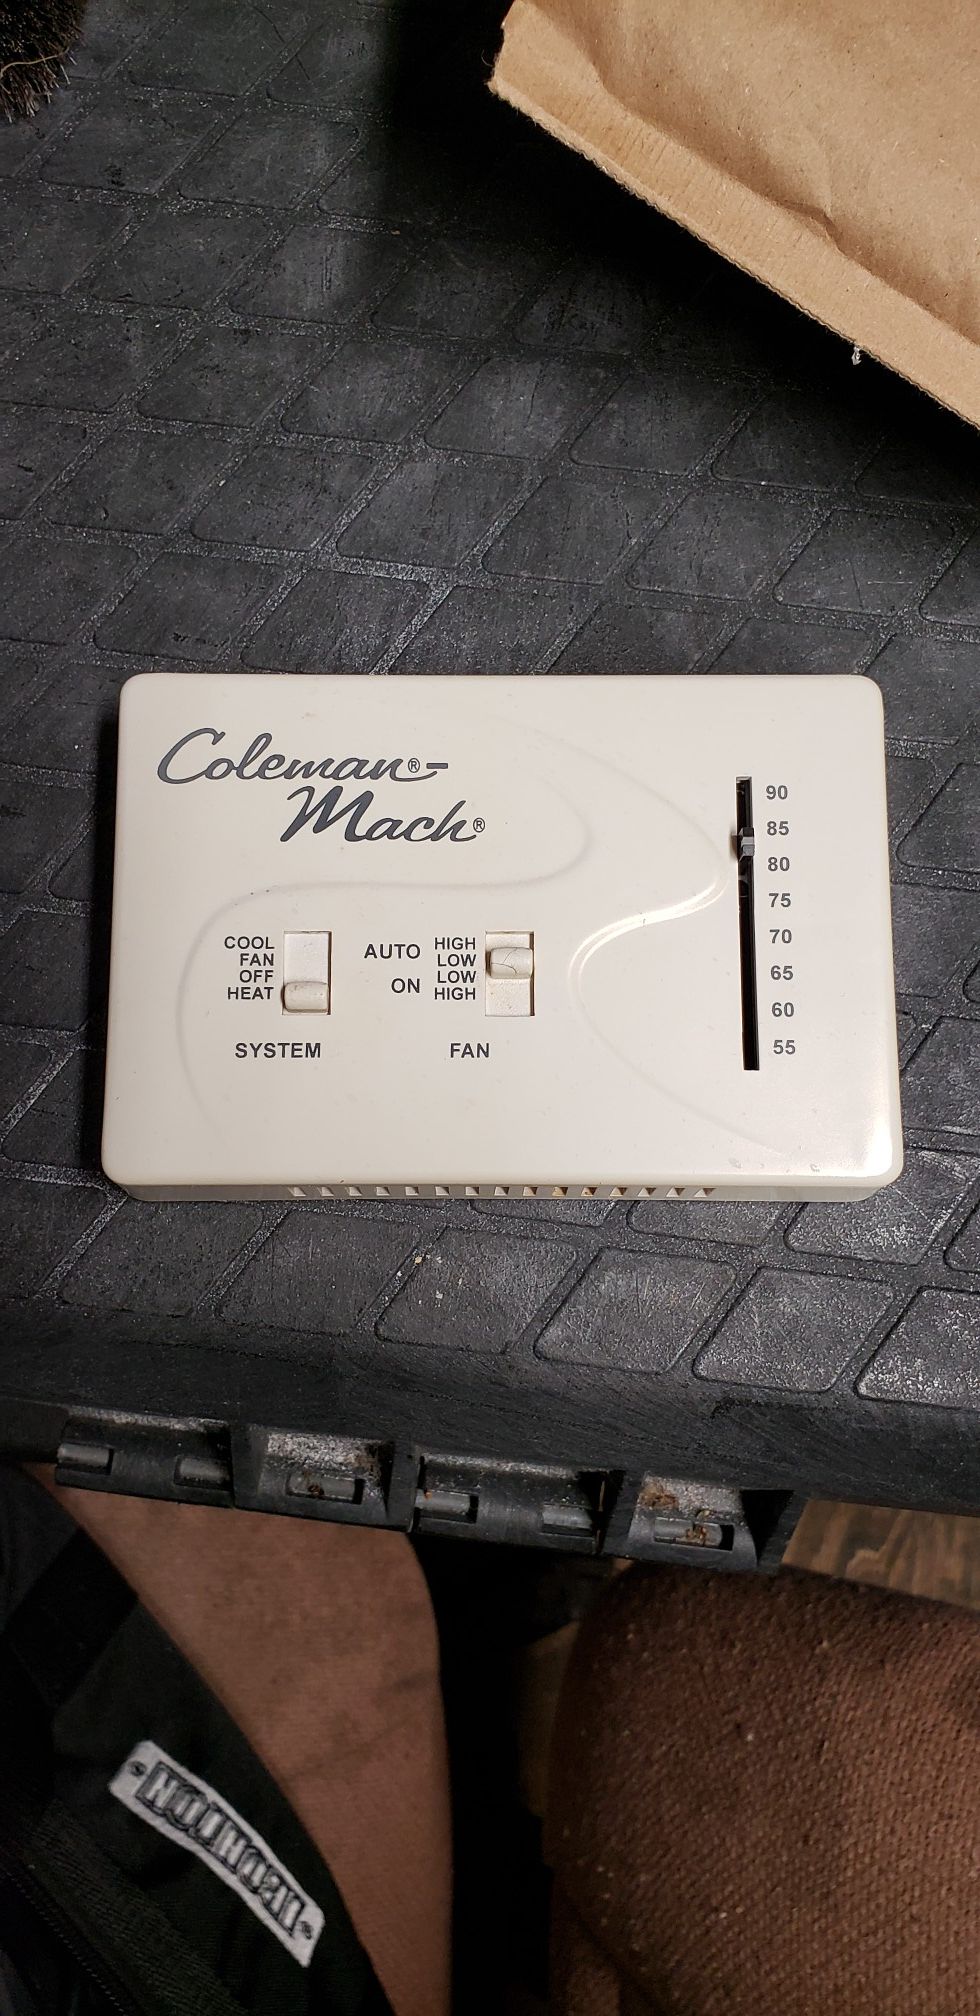 Coleman®-
Mach®
90
85
80
75
70
65
60
55
COOL
FAN
OFF
HEAT
SYSTEM
AUTO
ON
HIGH
LOW
LOW
HIGH
FAN
IRONTON®